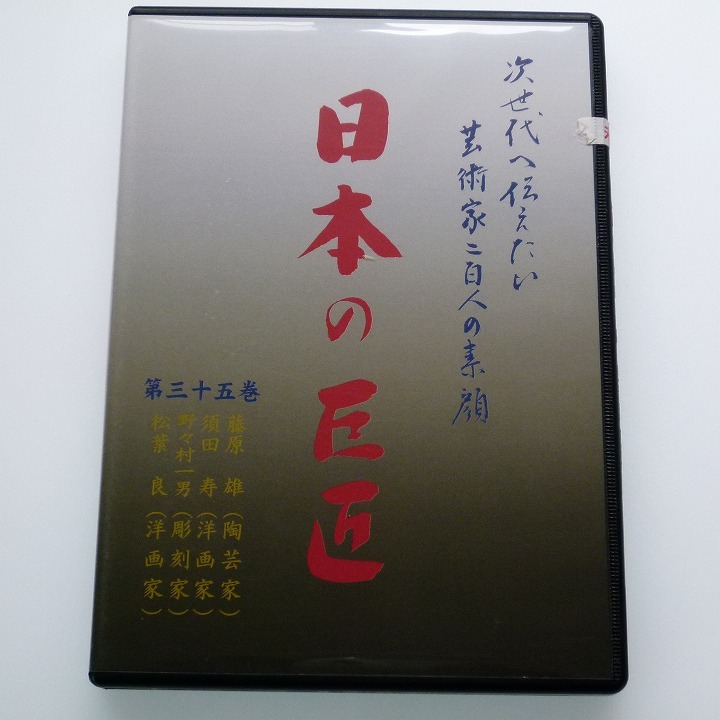 次世代へ伝えたい
芸術家二百人の素顔
日本の巨匠
第三十五巻
藤原 雄(陶芸家)
須田 寿(洋画家)
野々村一男(彫刻家)
松葉 良(洋画家)